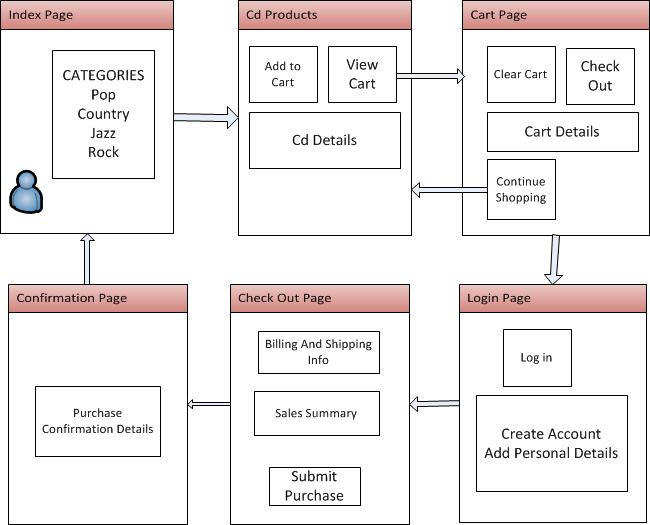 Index Page
CATEGORIES
Pop
Country
Jazz
Rock
Cd Products
Add to
Cart
View
Cart
Cd Details
Cart Page
Clear Cart
Check
Out
Cart Details
Continue
Shopping
Confirmation Page
Purchase
Confirmation Details
Check Out Page
Billing And Shipping
Info
Sales Summary
Submit
Purchase
Login Page
Log in
Create Account
Add Personal Details